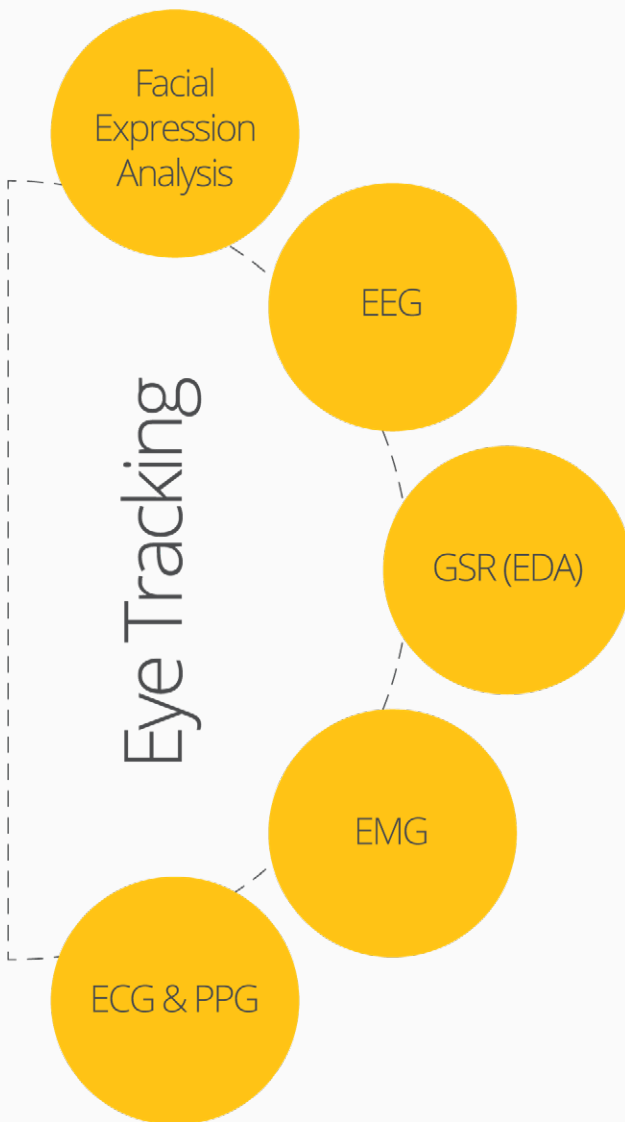 Facial
Expression
Analysis
EEG
Eye Tracking
GSR (EDA)
EMG
ECG & PPG